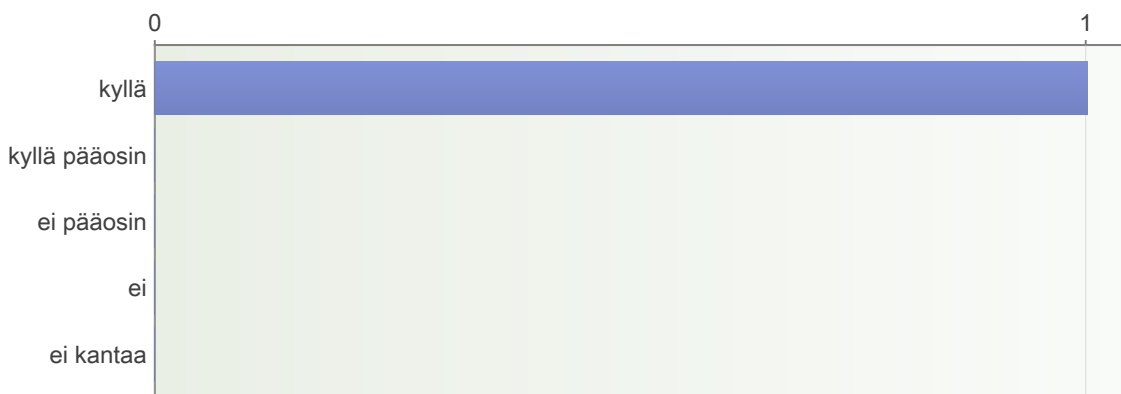 0 1
kyllä
kyllä pääosin
ei pääosin
ei
ei kantaa